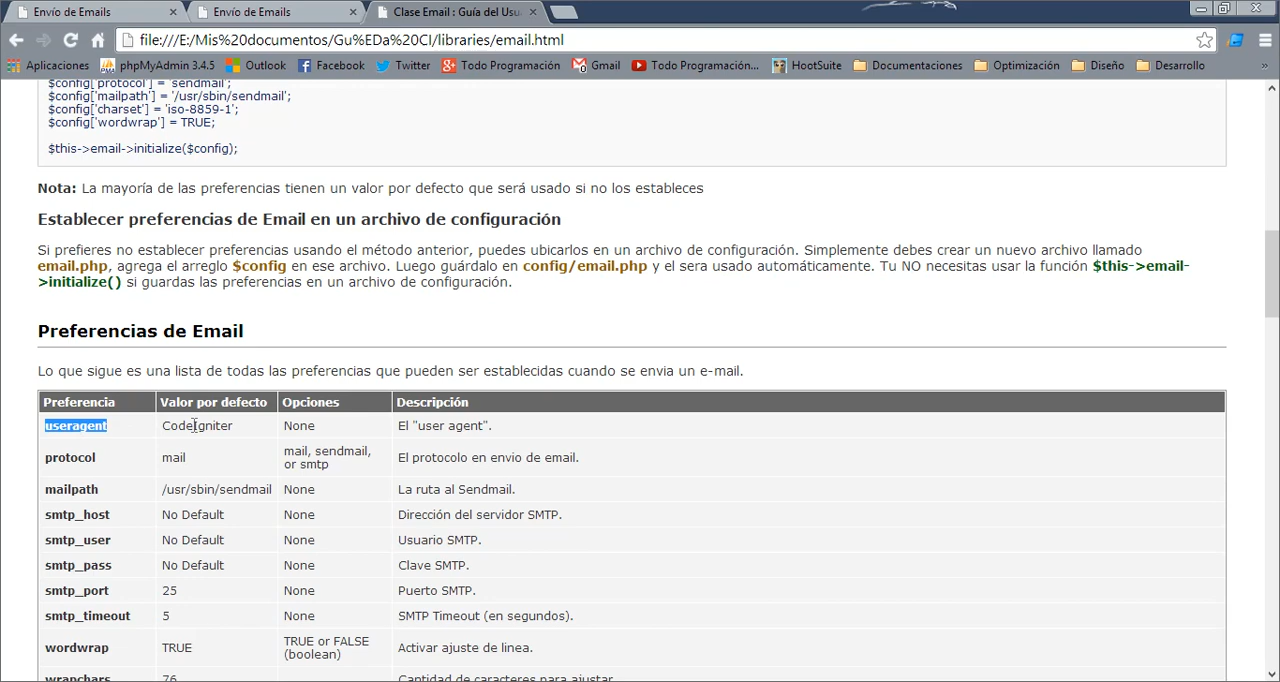 Envío de Emails
Envío de Emails
Clase Email : Guía del Usu
file:///E:/Mis%20documentos/Gu%EDa%20CI/libraries/email.html
Aplicaciones phpMyAdmin 3.4.5 Outlook Facebook Twitter Todo Programación Gmail Todo Programación... HootSuite Documentaciones Optimización Diseño Desarrollo »
$config['protocol'] = 'sendmail';
$config['mailpath'] = '/usr/sbin/sendmail';
$config['charset'] = 'iso-8859-1';
$config['wordwrap'] = TRUE;
$this->email->initialize($config);
Nota: La mayoría de las preferencias tienen un valor por defecto que será usado si no los estableces
Establecer preferencias de Email en un archivo de configuración
Si prefieres no establecer preferencias usando el método anterior, puedes ubicarlos en un archivo de configuración. Simplemente debes crear un nuevo archivo llamado
email.php, agrega el arreglo $config en ese archivo. Luego guárdalo en config/email.php y el sera usado automáticamente. Tu NO necesitas usar la función $this->email-
>initialize() si guardas las preferencias en un archivo de configuración.
Preferencias de Email
Lo que sigue es una lista de todas las preferencias que pueden ser establecidas cuando se envia un e-mail.
Preferencia Valor por defecto Opciones Descripción
useragent CodeIgniter None El "user agent".
protocol mail mail, sendmail, El protocolo en envio de email.
or smtp
mailpath /usr/sbin/sendmail None La ruta al Sendmail.
smtp_host No Default None Dirección del servidor SMTP.
smtp_user No Default None Usuario SMTP.
smtp_pass No Default None Clave SMTP.
smtp_port 25 None Puerto SMTP.
smtp_timeout 5 None SMTP Timeout (en segundos).
wordwrap TRUE TRUE or FALSE Activar ajuste de linea.
(boolean)
wrapchars 76 Cantidad de caracteres para ajustar